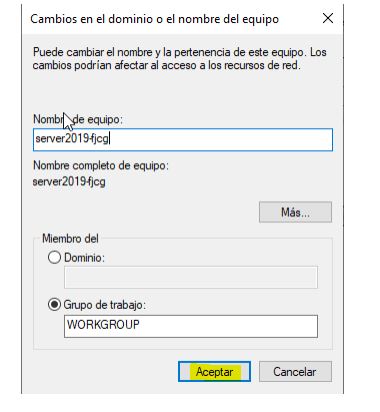 Cambios en el dominio o el nombre del equipo
Puede cambiar el nombre y la pertenencia de este equipo. Los
cambios podrían afectar al acceso a los recursos de red.
Nombre de equipo:
server2019-fjcg
Nombre completo de equipo:
server2019-fjcg
Más...
Miembro del
Dominio:
Grupo de trabajo:
WORKGROUP
Aceptar
Cancelar